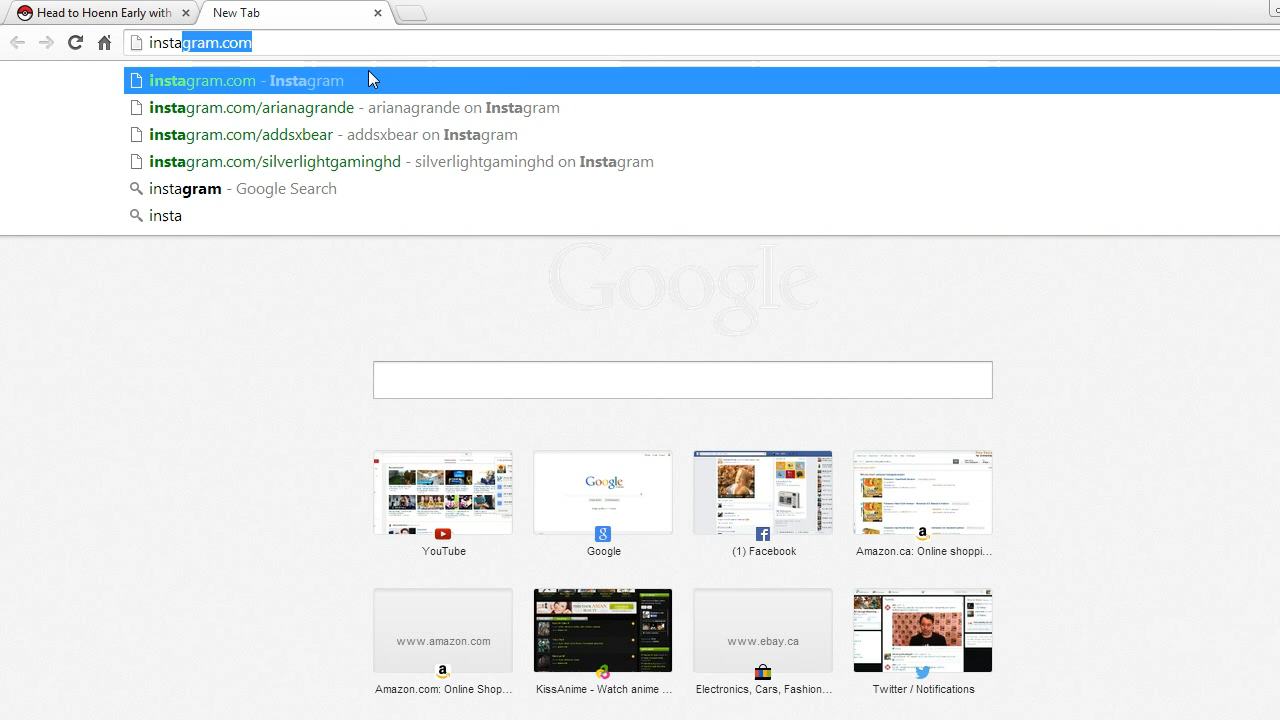 Head to Hoenn Early with
New Tab
instagram.com
instagram.com - Instagram
instagram.com/arianagrande - arianagrande on Instagram
instagram.com/addsxbear - addsxbear on Instagram
instagram.com/silverlightgaminghd - silverlightgaminghd on Instagram
instagram - Google Search
insta
Google
Google
YouTube
Google
(1) Facebook
Amazon.ca: Online shoppi...
www.amazon.co
www.ebay.ca
Amazon.com: Online Shop...
KissAnime - Watch anime ...
Electronics, Cars, Fashion...
Twitter / Notifications